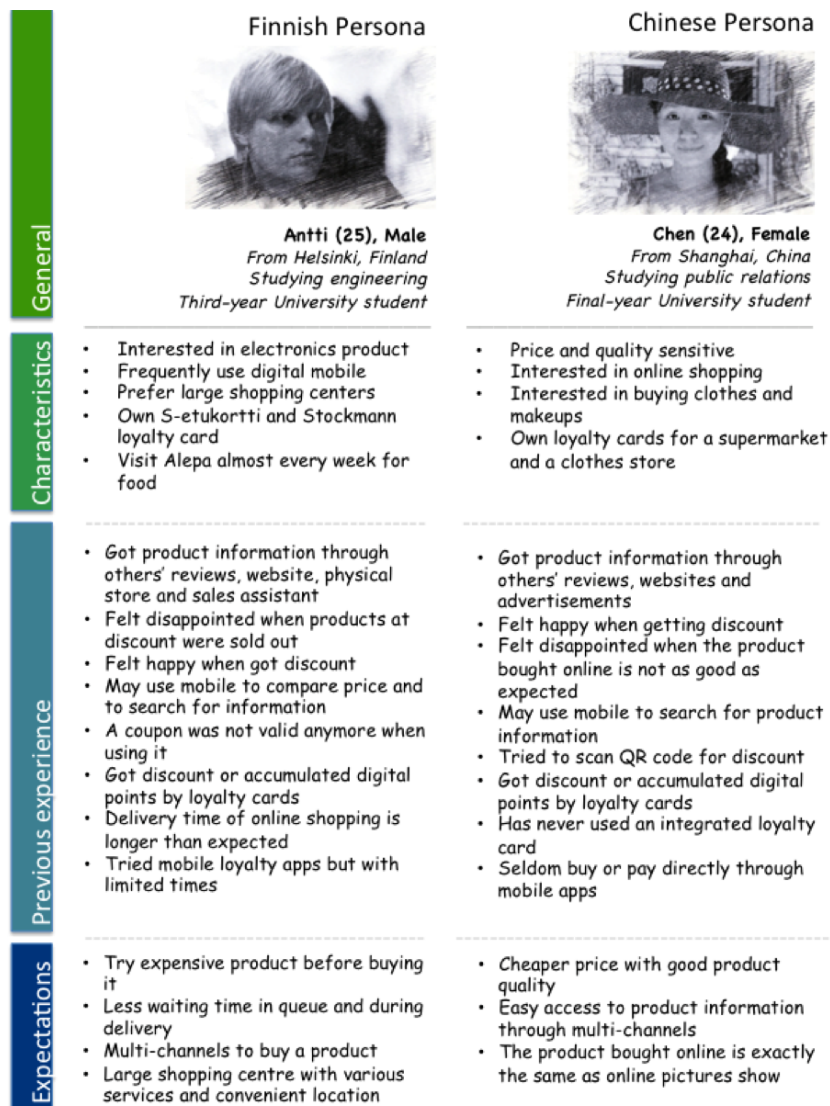 Finnish Persona
Chinese Persona
General
Antti (25), Male
From Helsinki, Finland
Studying engineering
Third-year University student
Chen (24), Female
From Shanghai, China
Studying public relations
Final-year University student
Characteristics
• Interested in electronics product
• Frequently use digital mobile
• Prefer large shopping centers
• Own S-etukortti and Stockmann
loyalty card
• Visit Alepa almost every week for
food
• Price and quality sensitive
• Interested in online shopping
• Interested in buying clothes and
makeups
• Own loyalty cards for a supermarket
and a clothes store
Previous experience
• Got product information through
others' reviews, website, physical
store and sales assistant
• Felt disappointed when products at
discount were sold out
• Felt happy when got discount
• May use mobile to compare price and
to search for information
• A coupon was not valid anymore when
using it
• Got discount or accumulated digital
points by loyalty cards
• Delivery time of online shopping is
longer than expected
• Tried mobile loyalty apps but with
limited times
• Got product information through
others' reviews, websites and
advertisements
• Felt happy when getting discount
• Felt disappointed when the product
bought online is not as good as
expected
• May use mobile to search for product
information
• Tried to scan QR code for discount
• Got discount or accumulated digital
points by loyalty cards
• Has never used an integrated loyalty
card
• Seldom buy or pay directly through
mobile apps
Expectations
• Try expensive product before buying
it
• Less waiting time in queue and during
delivery
• Multi-channels to buy a product
• Large shopping centre with various
services and convenient location
• Cheaper price with good product
quality
• Easy access to product information
through multi-channels
• The product bought online is exactly
the same as online pictures show